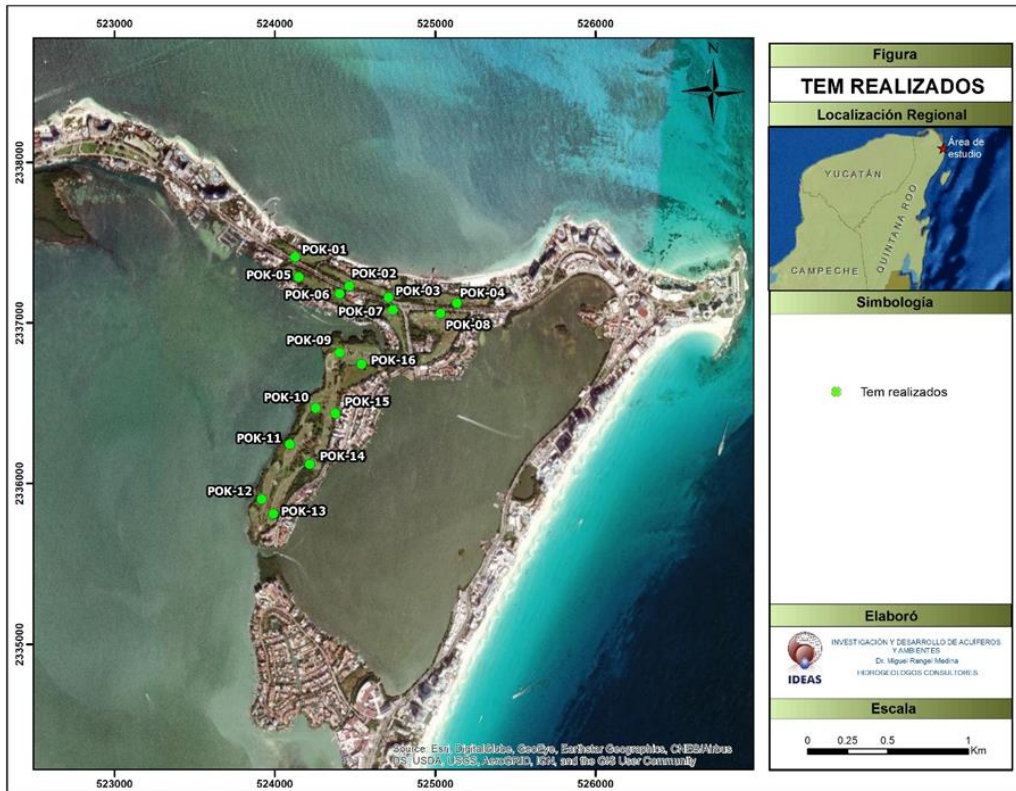 523000
524000
525000
526000
2338000
2337000
2336000
2335000
N
POK-01
POK-02
POK-05
POK-06
POK-03
POK-04
POK-07
POK-08
POK-09
POK-16
POK-10
POK-15
POK-11
POK-14
POK-12
POK-13
Source: Esri, DigitalGlobe, GeoEye, Earthstar Geographics, CNES/Airbus
DS, USDA, USGS, AeroGRID, IGN, and the GIS User Community
523000
524000
525000
526000
Figura
TEM REALIZADOS
Localización Regional
Área de
estudio
YUCATÁN
QUINTANA ROO
CAMPECHE
Simbología
Tem realizados
Elaboró
IDEAS
INVESTIGACIÓN Y DESARROLLO DE ACUÍFEROS
Y AMBIENTES
Dr. Miguel Rangel Medina
HIDROGEÓLOGOS CONSULTORES
Escala
0 0.25 0.5 1
Km